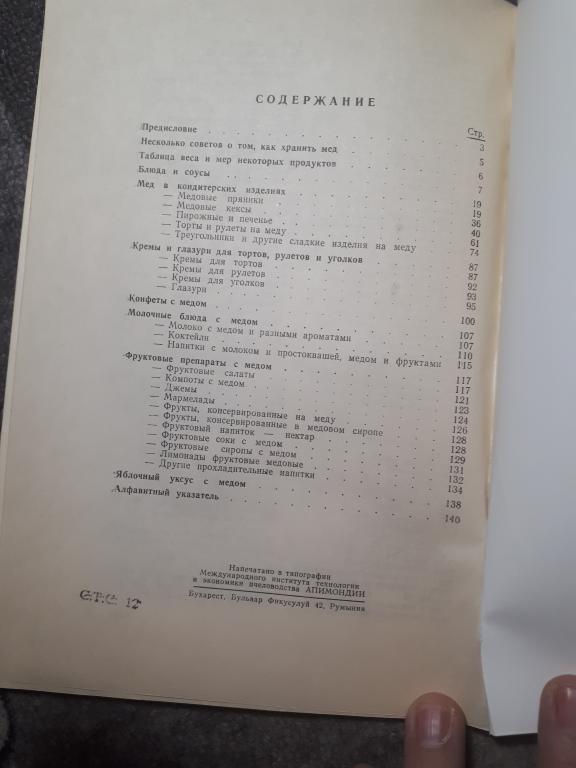 СОДЕРЖАНИЕ
Стр.
Предисловие 3
Несколько советов о том, как хранить мед 5
Таблица веса и мер некоторых продуктов 6
Блюда и соусы 7
Мед в кондитерских изделиях 19
— Медовые пряники 19
— Медовые кексы 36
— Пирожные и печенье 40
— Торты и рулеты на меду 61
— Треугольники и другие сладкие изделия на меду 74
Кремы и глазури для тортов, рулетов и уголков 87
— Кремы для тортов 87
— Кремы для рулетов 92
— Кремы для уголков 93
— Глазури 95
Конфеты с медом 100
Молочные блюда с медом 107
— Молоко с медом и разными ароматами 107
— Коктейли 110
— Напитки с молоком и простоквашей, медом и фруктами 115
Фруктовые препараты с медом 117
— Фруктовые салаты 117
— Компоты с медом 121
— Джемы 123
— Мармелады 124
— Фрукты, консервированные на меду 126
— Фрукты, консервированные в медовом сиропе 128
— Фруктовый напиток — нектар 128
— Фруктовые соки с медом 129
— Фруктовые сиропы с медом 131
— Лимонады фруктовые медовые 132
— Другие прохладительные напитки 134
Яблочный уксус с медом 138
Алфавитный указатель 140
Напечатано в типографии
Международного института технологии
и экономики пчеловодства АПИМОНДИИ
Бухарест, Бульвар Фикусулуй 42, Румыния
С.Т.С. 12